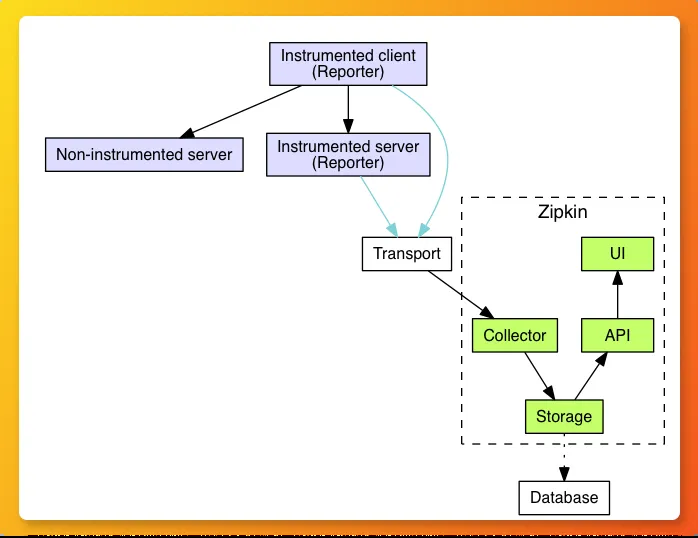 Instrumented client
(Reporter)
Non-instrumented server
Instrumented server
(Reporter)
Zipkin
Transport
UI
Collector
API
Storage
Database